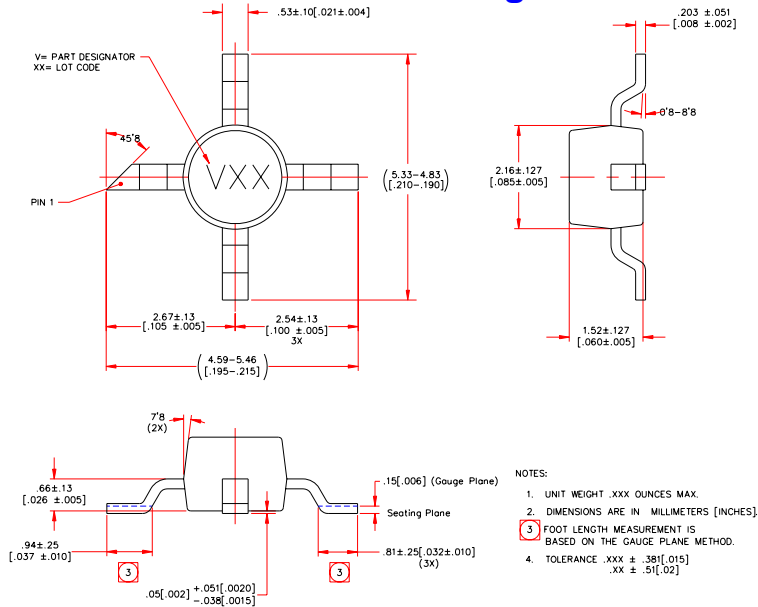 .53±.10[.021±.004]
.203 ±.051
[.008 ±.002]
V= PART DESIGNATOR
XX= LOT CODE
45°8
0°8-8°8
VXX
(5.33-4.83)
([.210-.190])
2.16±.127
[.085±.005]
PIN 1
2.67±.13
[.105 ±.005]
2.54±.13
[.100 ±.005]
3X
1.52±.127
[.060±.005]
(4.59-5.46)
([.195-.215])
7°8
(2X)
.66±.13
[.026 ±.005]
.15[.006] (Gauge Plane)
Seating Plane
.94±.25
[.037 ±.010]
.81±.25[.032±.010]
(3X)
3
3
.05[.002] +.051[.0020]
-.038[.0015]
NOTES:
1. UNIT WEIGHT .XXX OUNCES MAX.
2. DIMENSIONS ARE IN MILLIMETERS [INCHES].
3 FOOT LENGTH MEASUREMENT IS
BASED ON THE GAUGE PLANE METHOD.
4. TOLERANCE .XXX ± .381[.015]
.XX ± .51[.02]